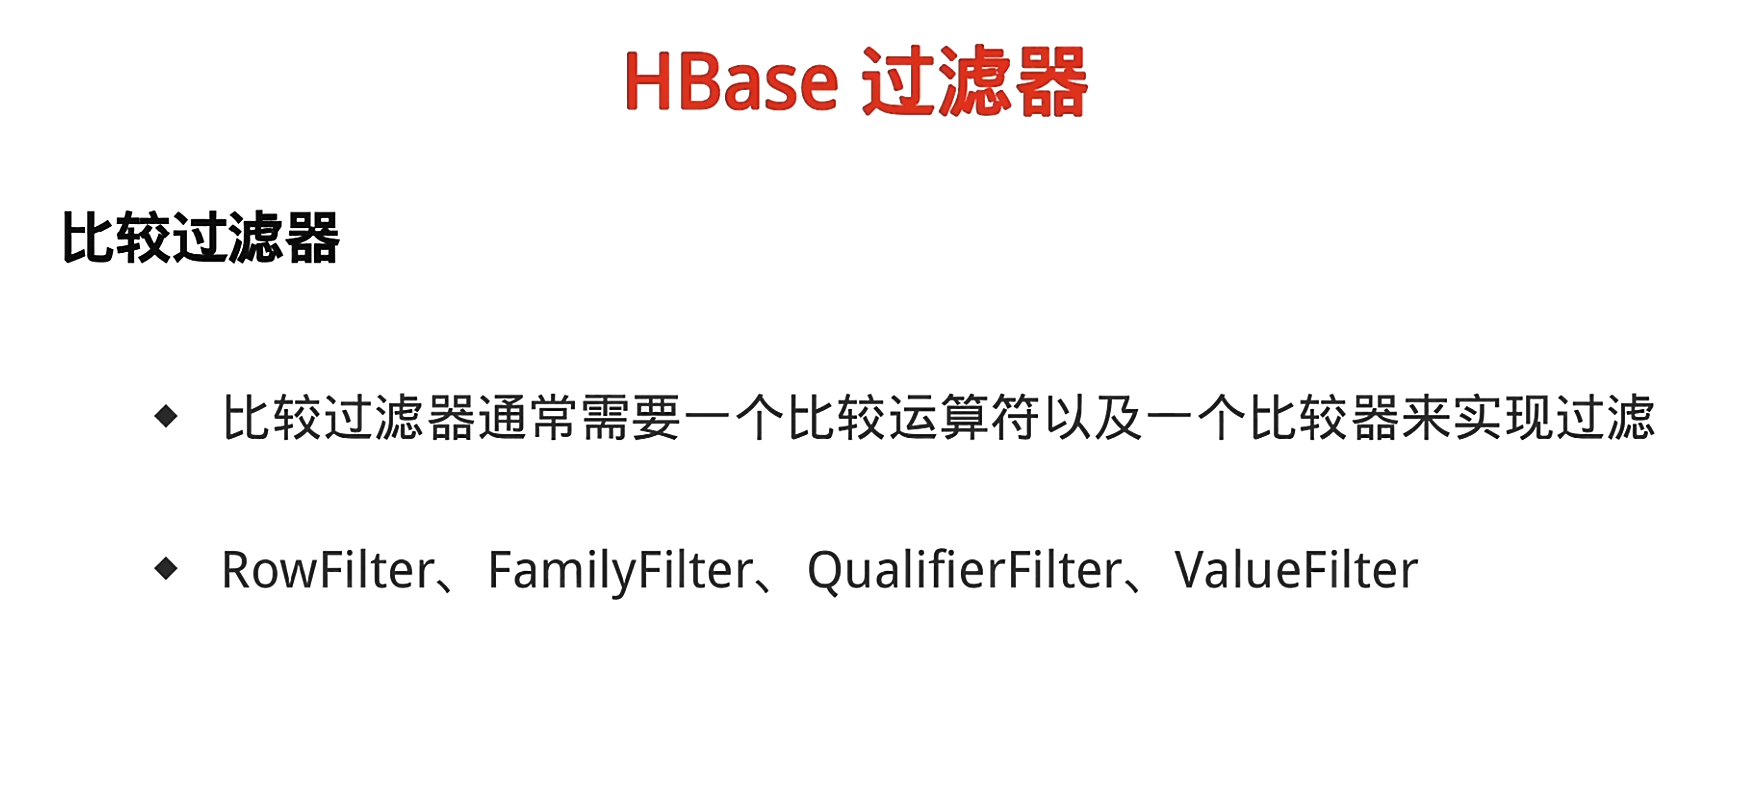 HBase 过滤器
比较过滤器
◆ 比较过滤器通常需要一个比较运算符以及一个比较器来实现过滤
◆ RowFilter、FamilyFilter、QualifierFilter、ValueFilter